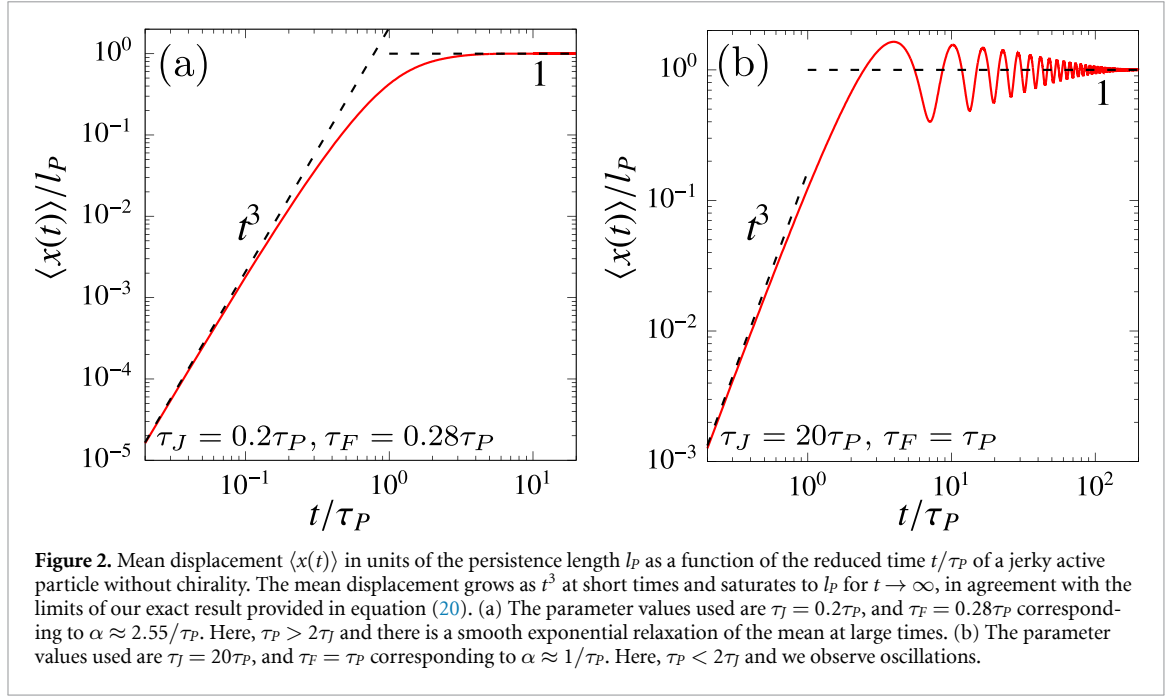 (a)
10^0
10^-1
10^-2
10^-3
10^-4
10^-5
⟨x(t)⟩/l_P
t^3
1
τ_J = 0.2τ_P, τ_F = 0.28τ_P
10^-1
10^0
10^1
t/τ_P
(b)
10^0
10^-1
10^-2
10^-3
⟨x(t)⟩/l_P
t^3
1
τ_J = 20τ_P, τ_F = τ_P
10^0
10^1
10^2
t/τ_P
Figure 2. Mean displacement ⟨x(t)⟩ in units of the persistence length l_P as a function of the reduced time t/τ_P of a jerky active
particle without chirality. The mean displacement grows as t^3 at short times and saturates to l_P for t → ∞, in agreement with the
limits of our exact result provided in equation (20). (a) The parameter values used are τ_J = 0.2τ_P, and τ_F = 0.28τ_P correspond-
ing to α ≈ 2.55/τ_P. Here, τ_P > 2τ_J and there is a smooth exponential relaxation of the mean at large times. (b) The parameter
values used are τ_J = 20τ_P, and τ_F = τ_P corresponding to α ≈ 1/τ_P. Here, τ_P < 2τ_J and we observe oscillations.